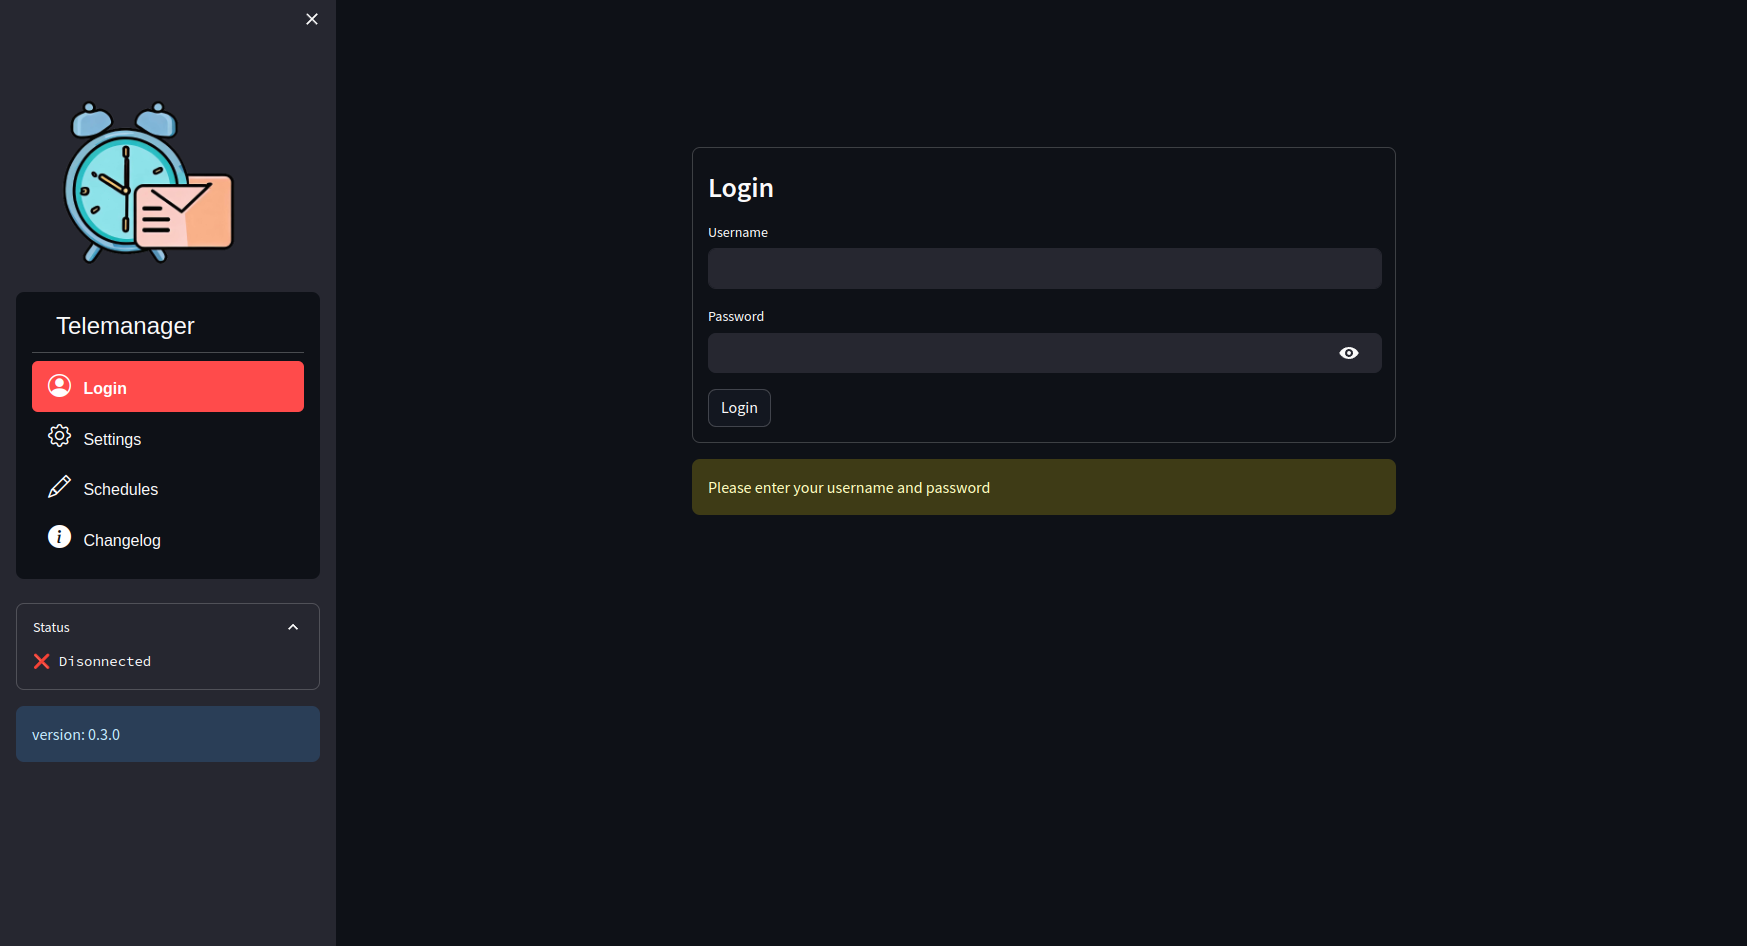 Telemanager
Login
Settings
Schedules
Changelog
Status
❌ Disonnected
version: 0.3.0
Login
Username
Password
Login
Please enter your username and password